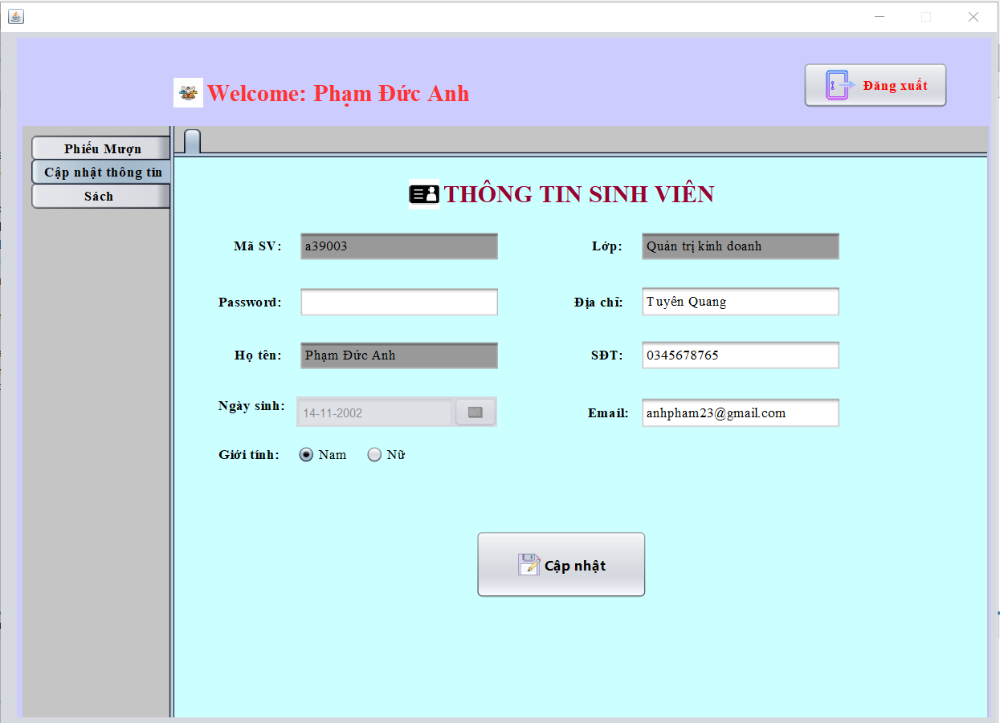 Welcome: Phạm Đức Anh
Đăng xuất
Phiếu Mượn
Cập nhật thông tin
Sách
THÔNG TIN SINH VIÊN
Mã SV: a39003
Lớp: Quản trị kinh doanh
Password:
Địa chỉ: Tuyên Quang
Họ tên: Phạm Đức Anh
SĐT: 0345678765
Ngày sinh: 14-11-2002
Email: anhpham23@gmail.com
Giới tính: Nam Nữ
Cập nhật